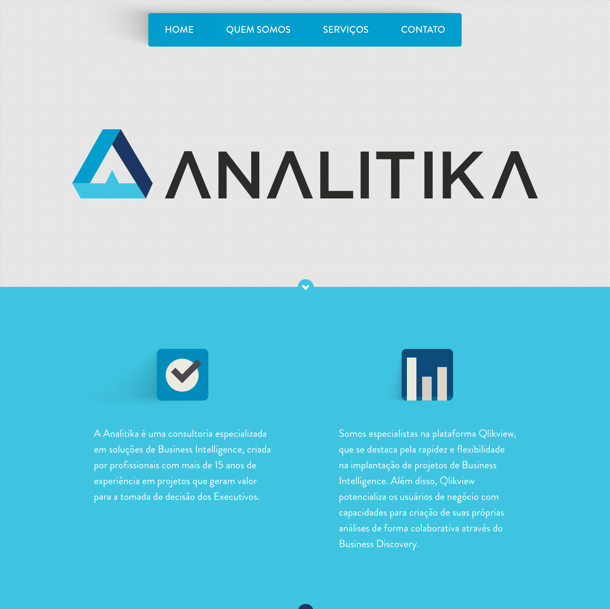 HOME QUEM SOMOS SERVIÇOS CONTATO
ANALITIKA
A Analitika é uma consultoria especializada
em soluções de Business Intelligence, criada
por profissionais com mais de 15 anos de
experiência em projetos que geram valor
para a tomada de decisão dos Executivos.
Somos especialistas na plataforma Qlikview,
que se destaca pela rapidez e flexibilidade
na implantação de projetos de Business
Intelligence. Além disso, Qlikview
potencializa os usuários de negócio com
capacidades para criação de suas próprias
análises de forma colaborativa através do
Business Discovery.